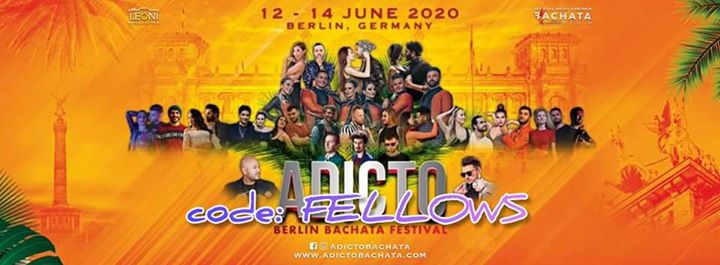 LEONI
12 - 14 JUNE 2020
BERLIN, GERMANY
BACHATA
ADICTO
code: FELLOWS
BERLIN BACHATA FESTIVAL
ADICTOBACHATA
WWW.ADICTOBACHATA.COM